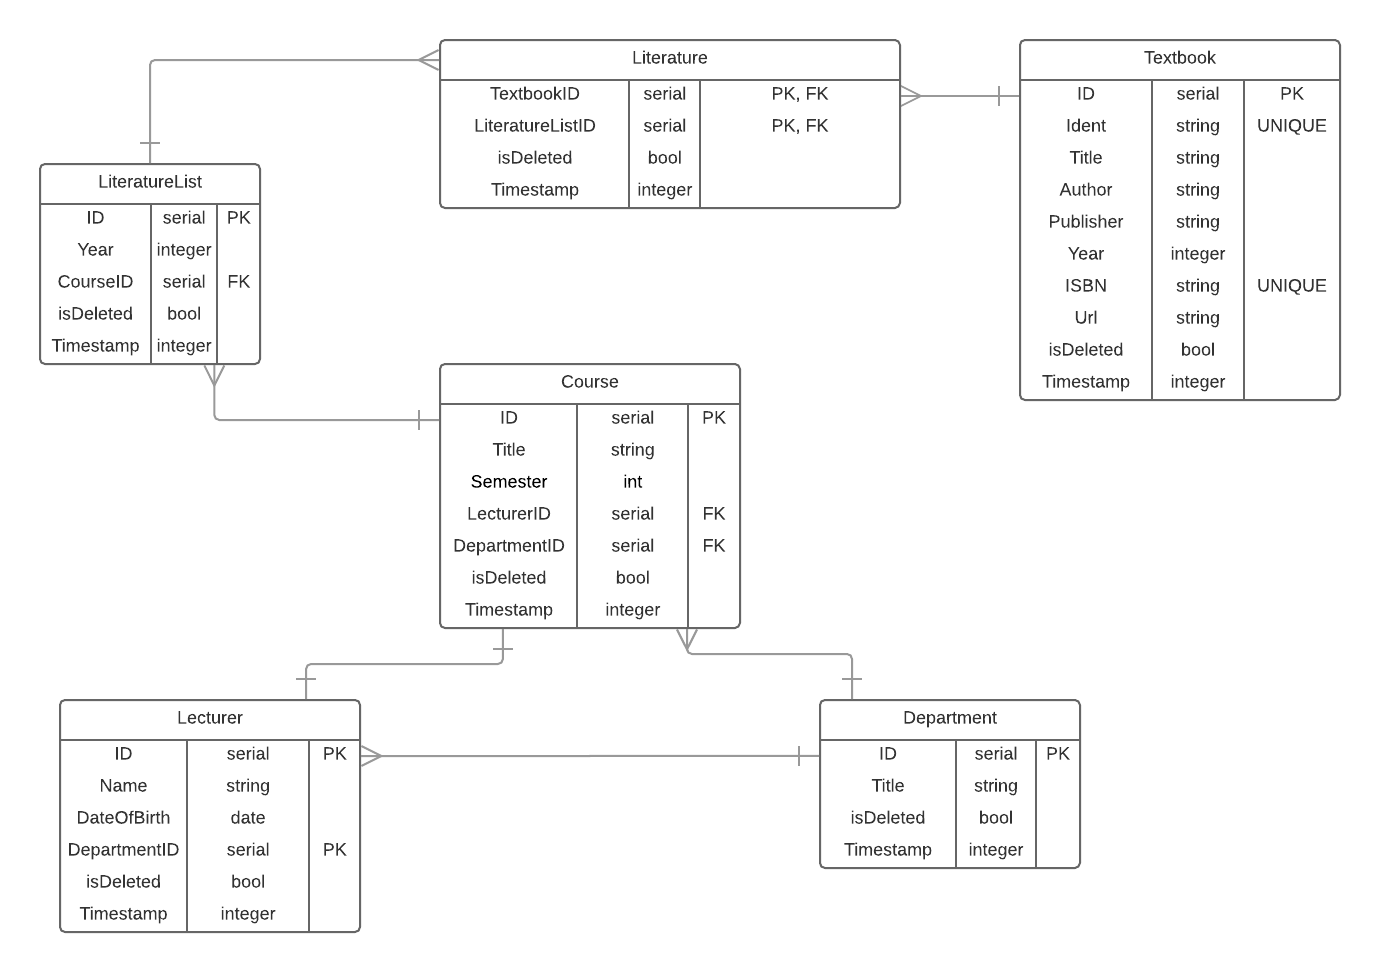 Literature
TextbookID serial PK, FK
LiteratureListID serial PK, FK
isDeleted bool
Timestamp integer
Textbook
ID serial PK
Ident string UNIQUE
Title string
Author string
Publisher string
Year integer
ISBN string UNIQUE
Url string
isDeleted bool
Timestamp integer
LiteratureList
ID serial PK
Year integer
CourseID serial FK
isDeleted bool
Timestamp integer
Course
ID serial PK
Title string
Semester int
LecturerID serial FK
DepartmentID serial FK
isDeleted bool
Timestamp integer
Lecturer
ID serial PK
Name string
DateOfBirth date
DepartmentID serial PK
isDeleted bool
Timestamp integer
Department
ID serial PK
Title string
isDeleted bool
Timestamp integer